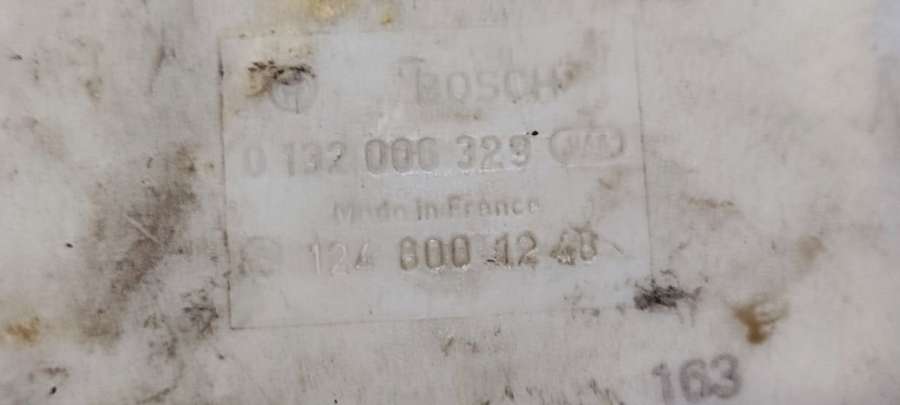 BOSCH
0 132 006 329
Made in France
124 800 12 48
163